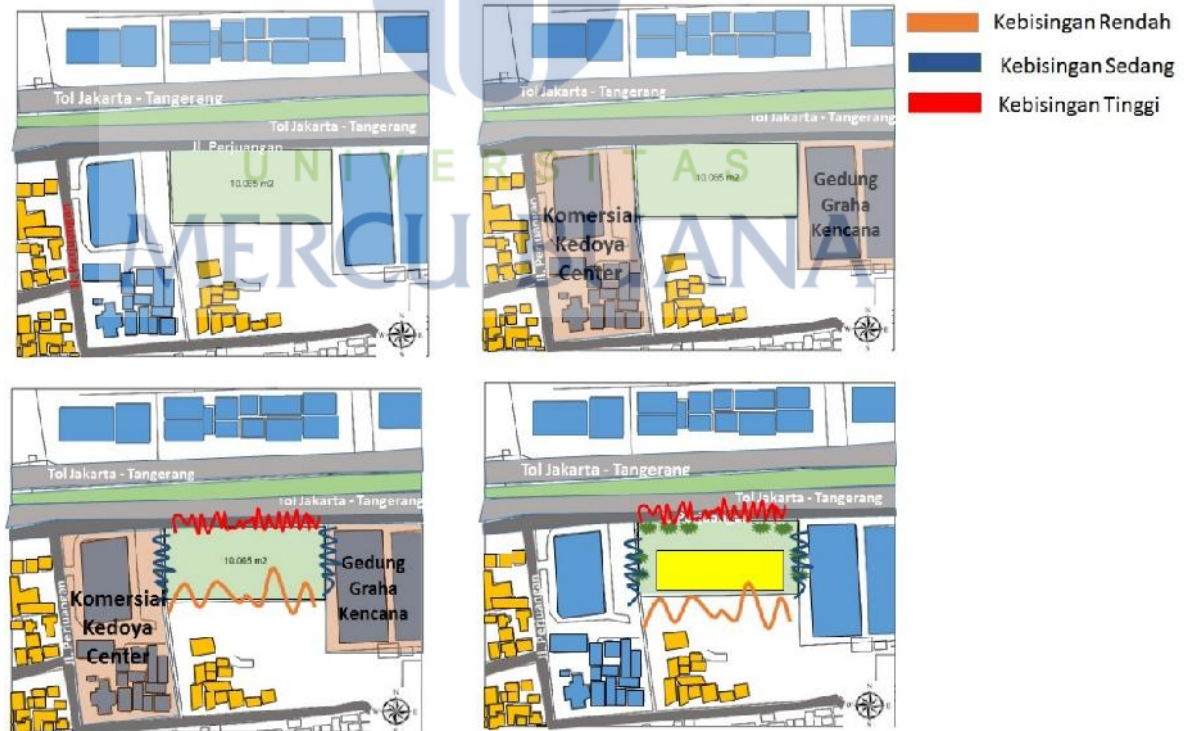 Kebisingan Rendah
Kebisingan Sedang
Kebisingan Tinggi
UNIVERSITAS
MERCU BUANA
Tol Jakarta - Tangerang
Tol Jakarta - Tangerang
Jl. Perjuangan
10.065 m2
Jl. Perjuangan
Tol Jakarta - Tangerang
Tol Jakarta - Tangerang
10.065 m2
Jl. Perjuangan
Komersial
Kedoya
Center
Gedung
Graha
Kencana
Tol Jakarta - Tangerang
Tol Jakarta - Tangerang
10.065 m2
Jl. Perjuangan
Komersial
Kedoya
Center
Gedung
Graha
Kencana
Tol Jakarta - Tangerang
Tol Jakarta - Tangerang
Jl. Perjuangan